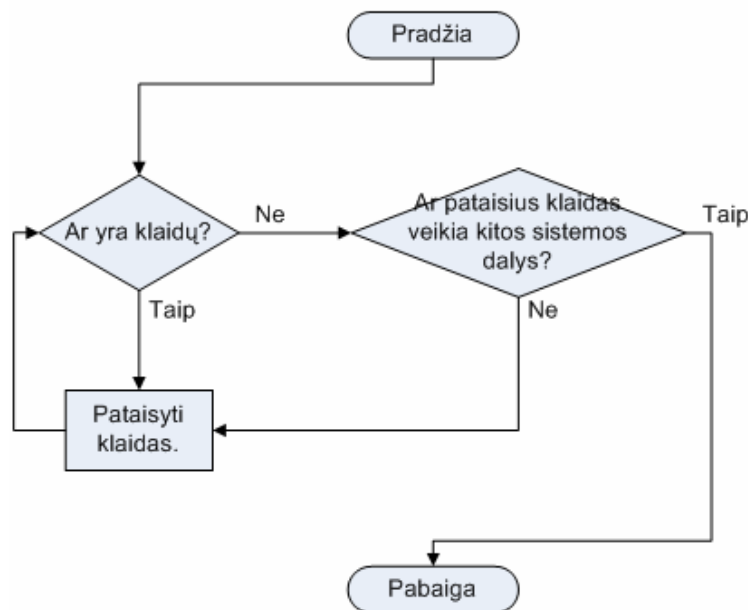 Pradžia
Ar yra klaidų?
Ne
Ar pataisius klaidas
veikia kitos sistemos
dalys?
Taip
Taip
Ne
Pataisyti
klaidas.
Pabaiga